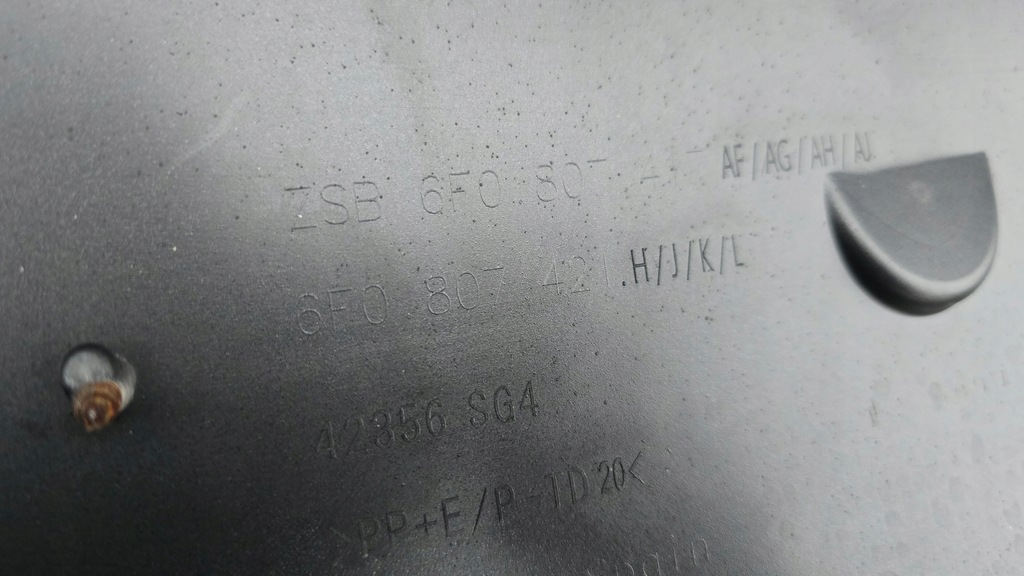 ZSB 6F0 807 AF/AG/AH/AJ
6F0 807 421.H/J/K/L
42356 SG4
PP+E/P-TD20<